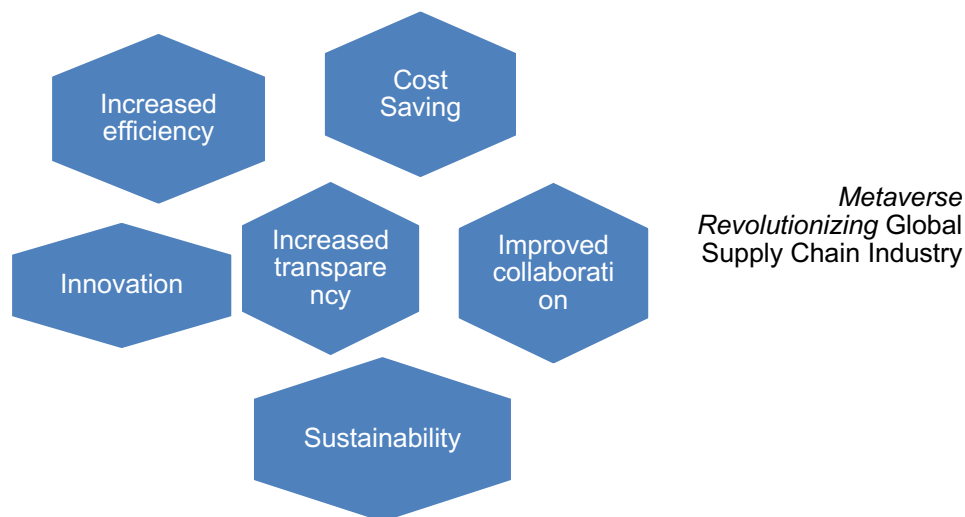 Increased
efficiency
Cost
Saving
Innovation
Increased
transpare
ncy
Improved
collaborati
on
Sustainability
Metaverse
Revolutionizing Global
Supply Chain Industry